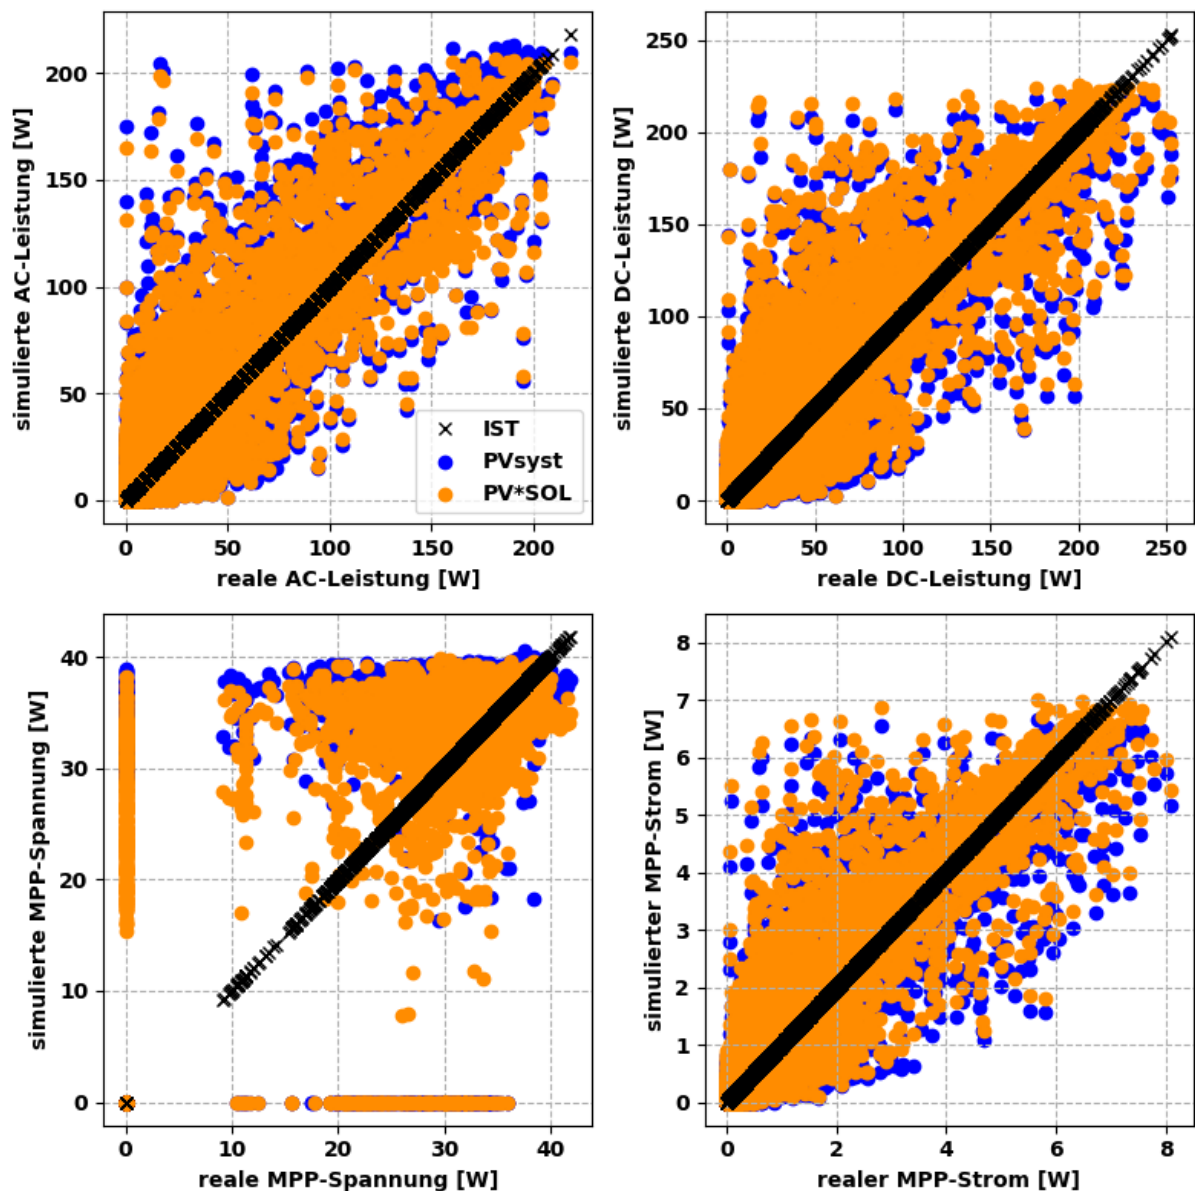 simulierte AC-Leistung [W]
200
150
100
50
0
IST
PVsyst
PV*SOL
0 50 100 150 200
reale AC-Leistung [W]
simulierte DC-Leistung [W]
250
200
150
100
50
0
0 50 100 150 200 250
reale DC-Leistung [W]
simulierte MPP-Spannung [W]
40
30
20
10
0
0 10 20 30 40
reale MPP-Spannung [W]
simulierter MPP-Strom [W]
8
7
6
5
4
3
2
1
0
0 2 4 6 8
realer MPP-Strom [W]